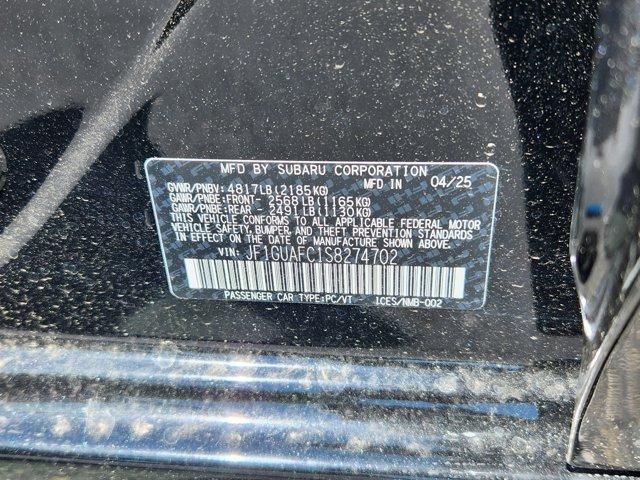 MFD BY SUBARU CORPORATION
MFD IN 04/25
GVWR/PNBV: 4817LB(2185KG)
GAWR/PNBE:FRONT- 2568LB(1165KG)
GAWR/PNBE:REAR - 2491LB(1130KG)
THIS VEHICLE CONFORMS TO ALL APPLICABLE FEDERAL MOTOR
VEHICLE SAFETY, BUMPER, AND THEFT PREVENTION STANDARDS
IN EFFECT ON THE DATE OF MANUFACTURE SHOWN ABOVE.
VIN: JF1GUAFC1S8274702
PASSENGER CAR TYPE:PC/VT ICES/NMB-002